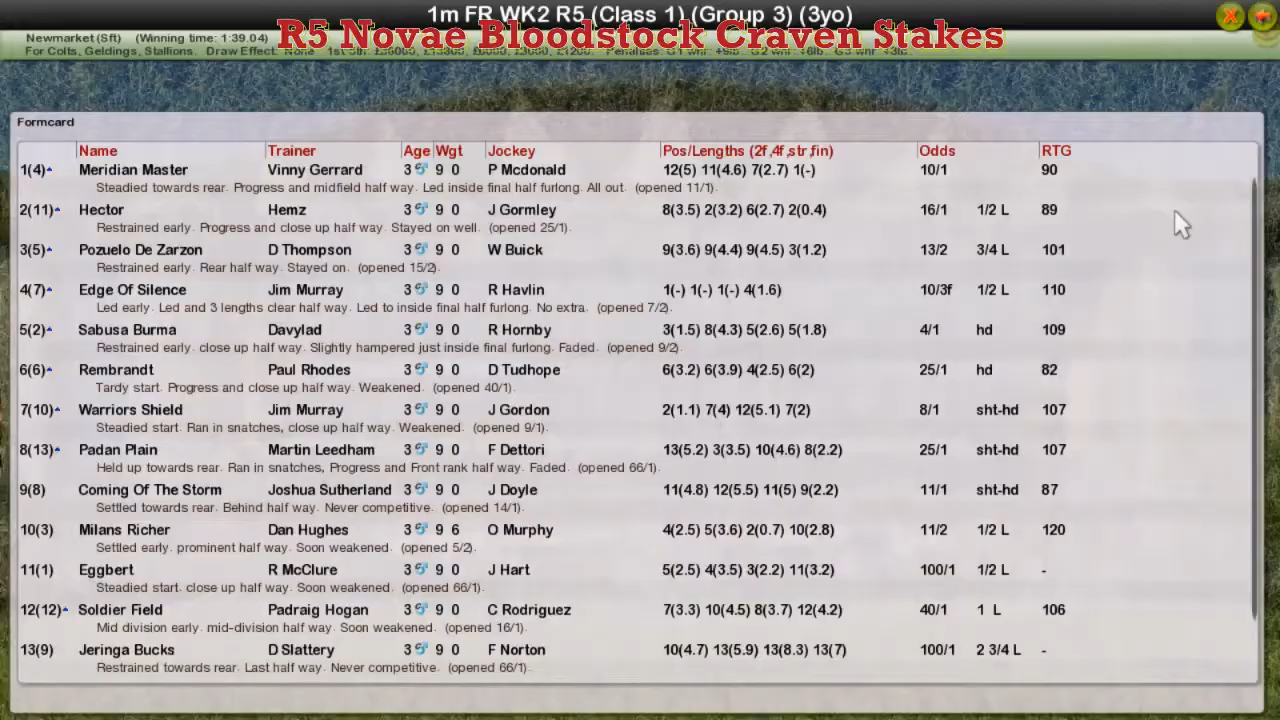 1m FR WK2 R5 (Class 1) (Group 3) (3yo)
R5 Novae Bloodstock Craven Stakes
Newmarket (Sft) (Winning time: 1:39.04)
For Colts, Geldings, Stallions. Draw Effect: None
Formcard
Name Trainer Age Wgt Jockey Pos/Lengths (2f,4f,str,fin) Odds RTG
1(4) Meridian Master Vinny Gerrard 3 9 0 P Mcdonald 12(5) 11(4.6) 7(2.7) 1(-) 10/1 90
Steadied towards rear. Progress and midfield half way. Led inside final half furlong. All out. (opened 11/1).
2(11) Hector Hemz 3 9 0 J Gormley 8(3.5) 2(3.2) 6(2.7) 2(0.4) 16/1 1/2 L 89
Restrained early. Progress and close up half way. Stayed on well. (opened 25/1).
3(5) Pozuelo De Zarzon D Thompson 3 9 0 W Buick 9(3.6) 9(4.4) 9(4.5) 3(1.2) 13/2 3/4 L 101
Restrained early. Rear half way. Stayed on. (opened 15/2).
4(7) Edge Of Silence Jim Murray 3 9 0 R Havlin 1(-) 1(-) 1(-) 4(1.6) 10/3f 1/2 L 110
Led early. Led and 3 lengths clear half way. Led to inside final half furlong. No extra. (opened 7/2).
5(2) Sabusa Burma Davylad 3 9 0 R Hornby 3(1.5) 8(4.3) 5(2.6) 5(1.8) 4/1 hd 109
Restrained early. close up half way. Slightly hampered just inside final furlong. Faded. (opened 9/2).
6(6) Rembrandt Paul Rhodes 3 9 0 D Tudhope 6(3.2) 6(3.9) 4(2.5) 6(2) 25/1 hd 82
Tardy start. Progress and close up half way. Weakened. (opened 40/1).
7(10) Warriors Shield Jim Murray 3 9 0 J Gordon 2(1.1) 7(4) 12(5.1) 7(2) 8/1 sht-hd 107
Steadied start. Ran in snatches, close up half way. Weakened. (opened 9/1).
8(13) Padan Plain Martin Leedham 3 9 0 F Dettori 13(5.2) 3(3.5) 10(4.6) 8(2.2) 25/1 sht-hd 107
Held up towards rear. Ran in snatches, Progress and Front rank half way. Faded. (opened 66/1).
9(8) Coming Of The Storm Joshua Sutherland 3 9 0 J Doyle 11(4.8) 12(5.5) 11(5) 9(2.2) 11/1 sht-hd 87
Settled towards rear. Behind half way. Never competitive. (opened 14/1).
10(3) Milans Richer Dan Hughes 3 9 6 O Murphy 4(2.5) 5(3.6) 2(0.7) 10(2.8) 11/2 1/2 L 120
Settled early. prominent half way. Soon weakened. (opened 5/2).
11(1) Eggbert R McClure 3 9 0 J Hart 5(2.5) 4(3.5) 3(2.2) 11(3.2) 100/1 1/2 L -
Steadied start. close up half way. Soon weakened. (opened 66/1).
12(12) Soldier Field Padraig Hogan 3 9 0 C Rodriguez 7(3.3) 10(4.5) 8(3.7) 12(4.2) 40/1 1 L 106
Mid division early. mid-division half way. Soon weakened. (opened 16/1).
13(9) Jeringa Bucks D Slattery 3 9 0 F Norton 10(4.7) 13(5.9) 13(8.3) 13(7) 100/1 2 3/4 L -
Restrained towards rear. Last half way. Never competitive. (opened 66/1).